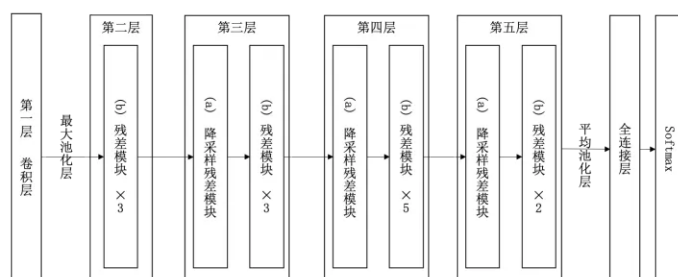 第一层 卷积层
最大池化层
第二层
(b) 残差模块 ×3
第三层
(a) 降采样残差模块
(b) 残差模块 ×3
第四层
(a) 降采样残差模块
(b) 残差模块 ×5
第五层
(a) 降采样残差模块
(b) 残差模块 ×2
平均池化层
全连接层
Softmax